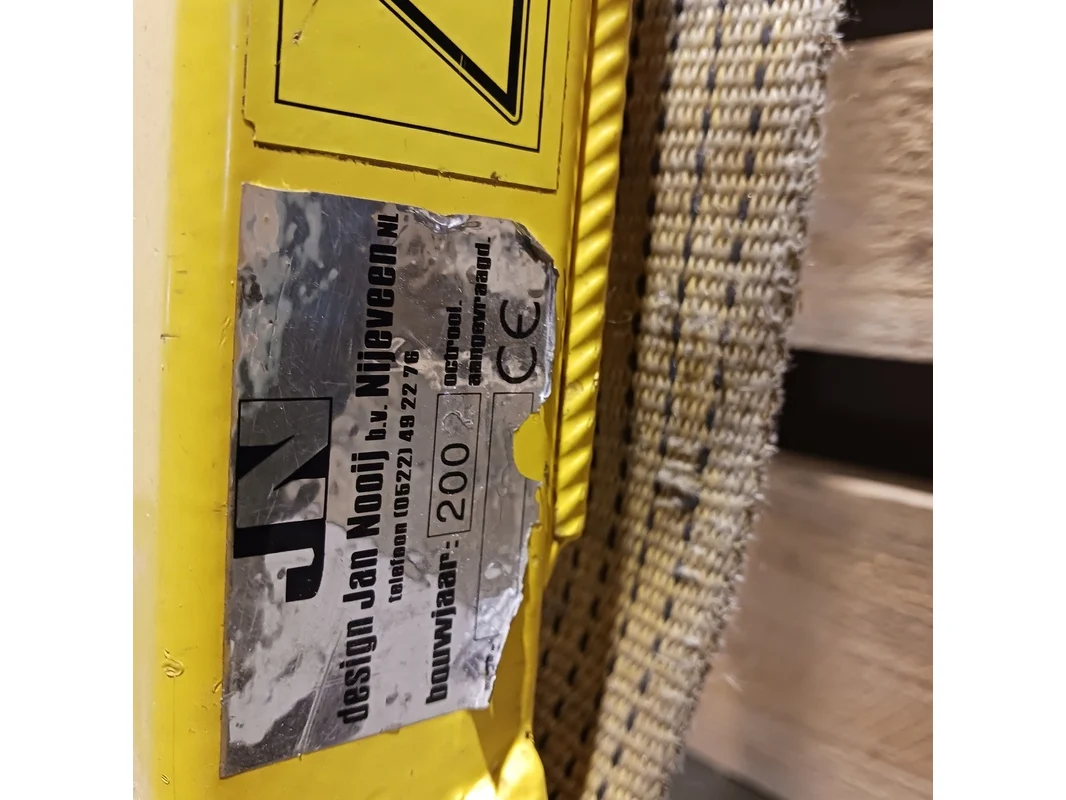 JN
design Jan Nooij b.v. Nijeveen NL
telefoon (0522) 49 22 76
bouwjaar: 200
octrooi.
aangevraagd.
CE